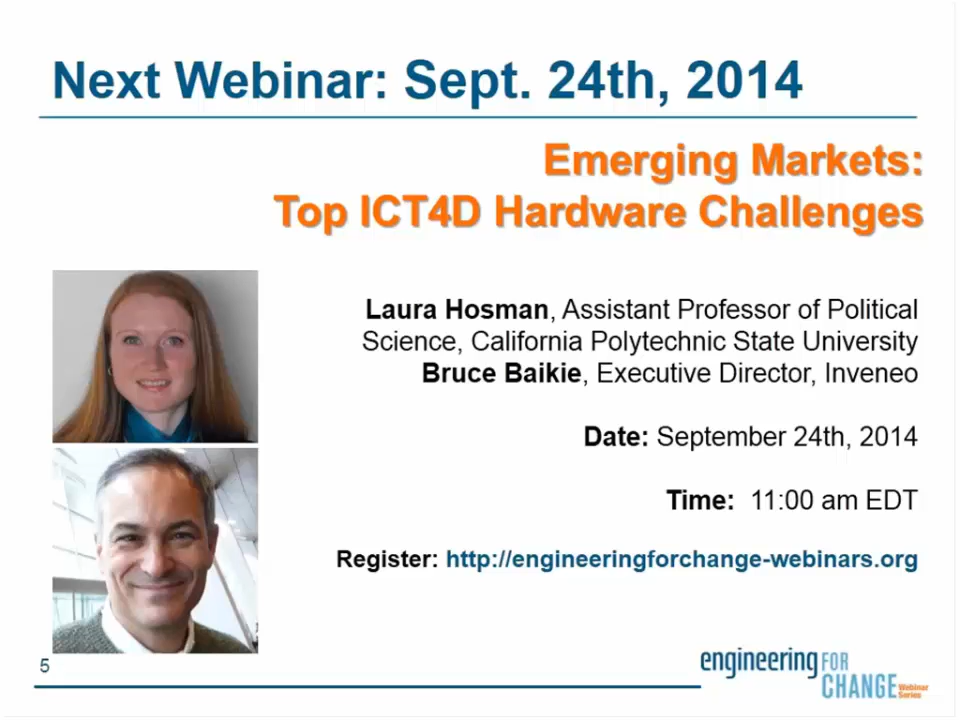 Next Webinar: Sept. 24th, 2014
Emerging Markets:
Top ICT4D Hardware Challenges
Laura Hosman, Assistant Professor of Political
Science, California Polytechnic State University
Bruce Baikie, Executive Director, Inveneo
Date: September 24th, 2014
Time: 11:00 am EDT
Register: http://engineeringforchange-webinars.org
5
engineering FOR
CHANGE Webinar
Series